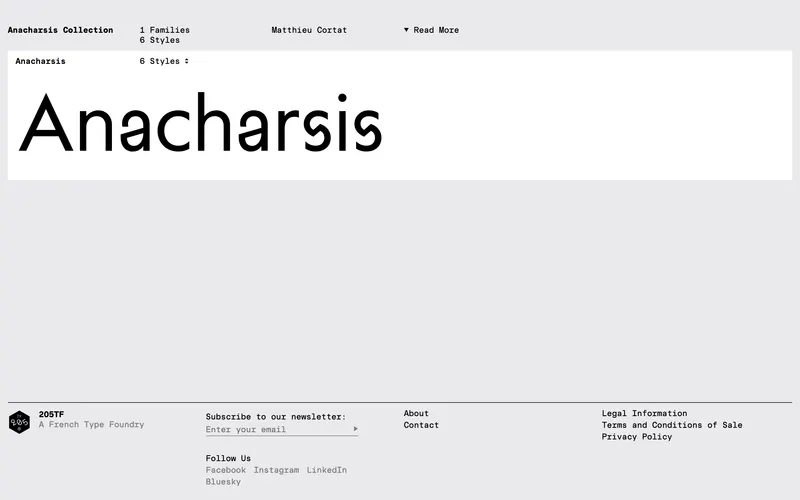 Anacharsis Collection
1 Families
6 Styles
Matthieu Cortat
▼ Read More
Anacharsis
6 Styles
Anacharsis
205TF
A French Type Foundry
Subscribe to our newsletter:
Enter your email
Follow Us
Facebook Instagram LinkedIn
Bluesky
About
Contact
Legal Information
Terms and Conditions of Sale
Privacy Policy